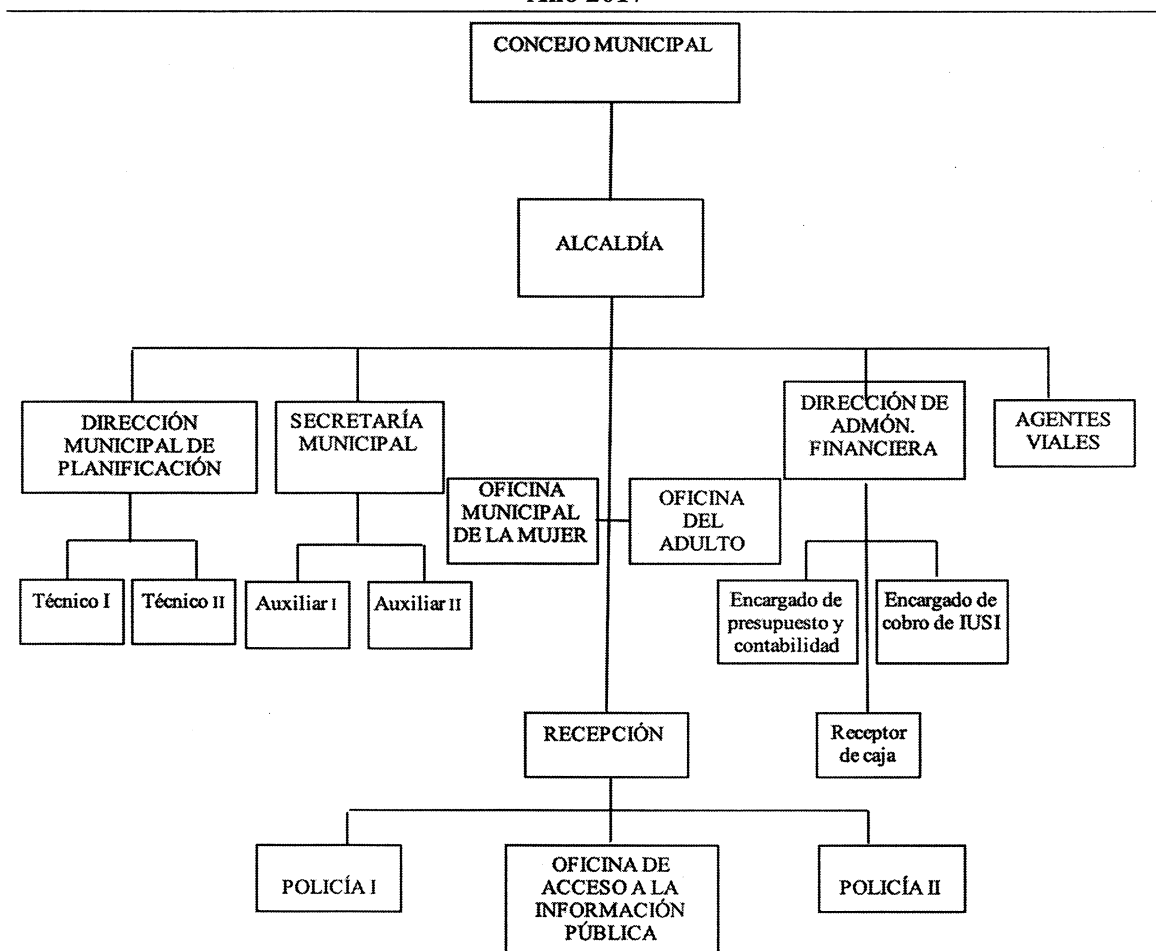 CONCEJO MUNICIPAL
ALCALDÍA
DIRECCIÓN
MUNICIPAL DE
PLANIFICACIÓN
SECRETARÍA
MUNICIPAL
DIRECCIÓN DE
ADMÓN.
FINANCIERA
AGENTES
VIALES
OFICINA
MUNICIPAL
DE LA MUJER
OFICINA
DEL
ADULTO
Técnico I
Técnico II
Auxiliar I
Auxiliar II
Encargado de
presupuesto y
contabilidad
Encargado de
cobro de IUSI
RECEPCIÓN
Receptor
de caja
POLICÍA I
OFICINA DE
ACCESO A LA
INFORMACIÓN
PÚBLICA
POLICÍA II